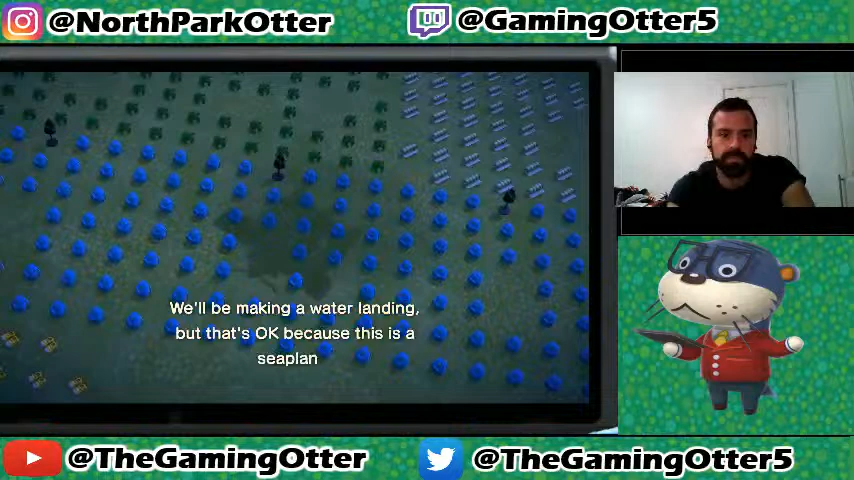 @NorthParkOtter
@GamingOtter5
We'll be making a water landing,
but that's OK because this is a
seaplan
@TheGamingOtter
@TheGamingOtter5